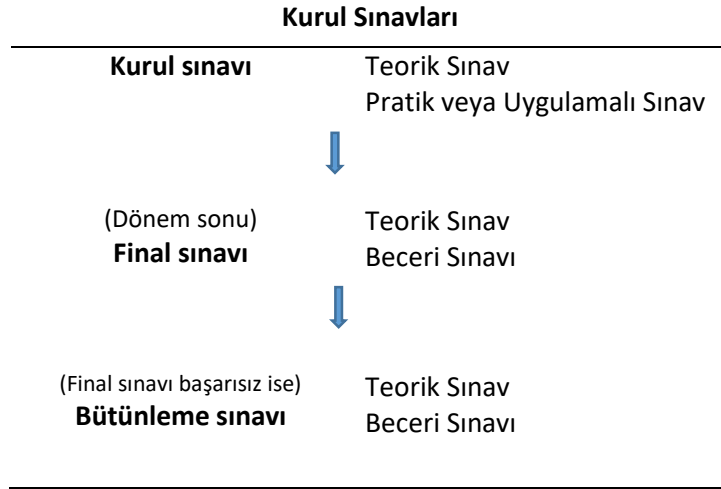 Kurul Sınavları
Kurul sınavı
Teorik Sınav
Pratik veya Uygulamalı Sınav
(Dönem sonu)
Final sınavı
Teorik Sınav
Beceri Sınavı
(Final sınavı başarısız ise)
Bütünleme sınavı
Teorik Sınav
Beceri Sınavı